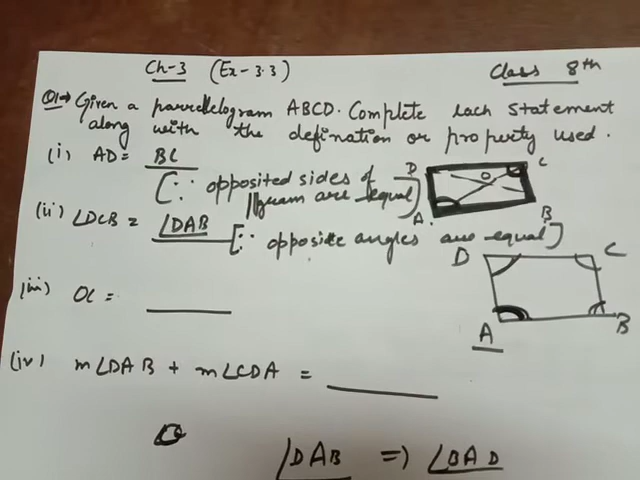 Ch-3 (Ex-3.3) Class 8th
Q1→ Given a parrellelogram ABCD. Complete each statement
along with the defination or property used.
(i) AD = BC
[∵ opposited sides of
||gram are equal]
D C
O
A B
(ii) ∠DCB = ∠DAB [∵ opposite angles are equal]
D C
(iii) OC = ______
A B
(iv) m∠DAB + m∠CDA = ______
∠DAB ⇒ ∠BAD